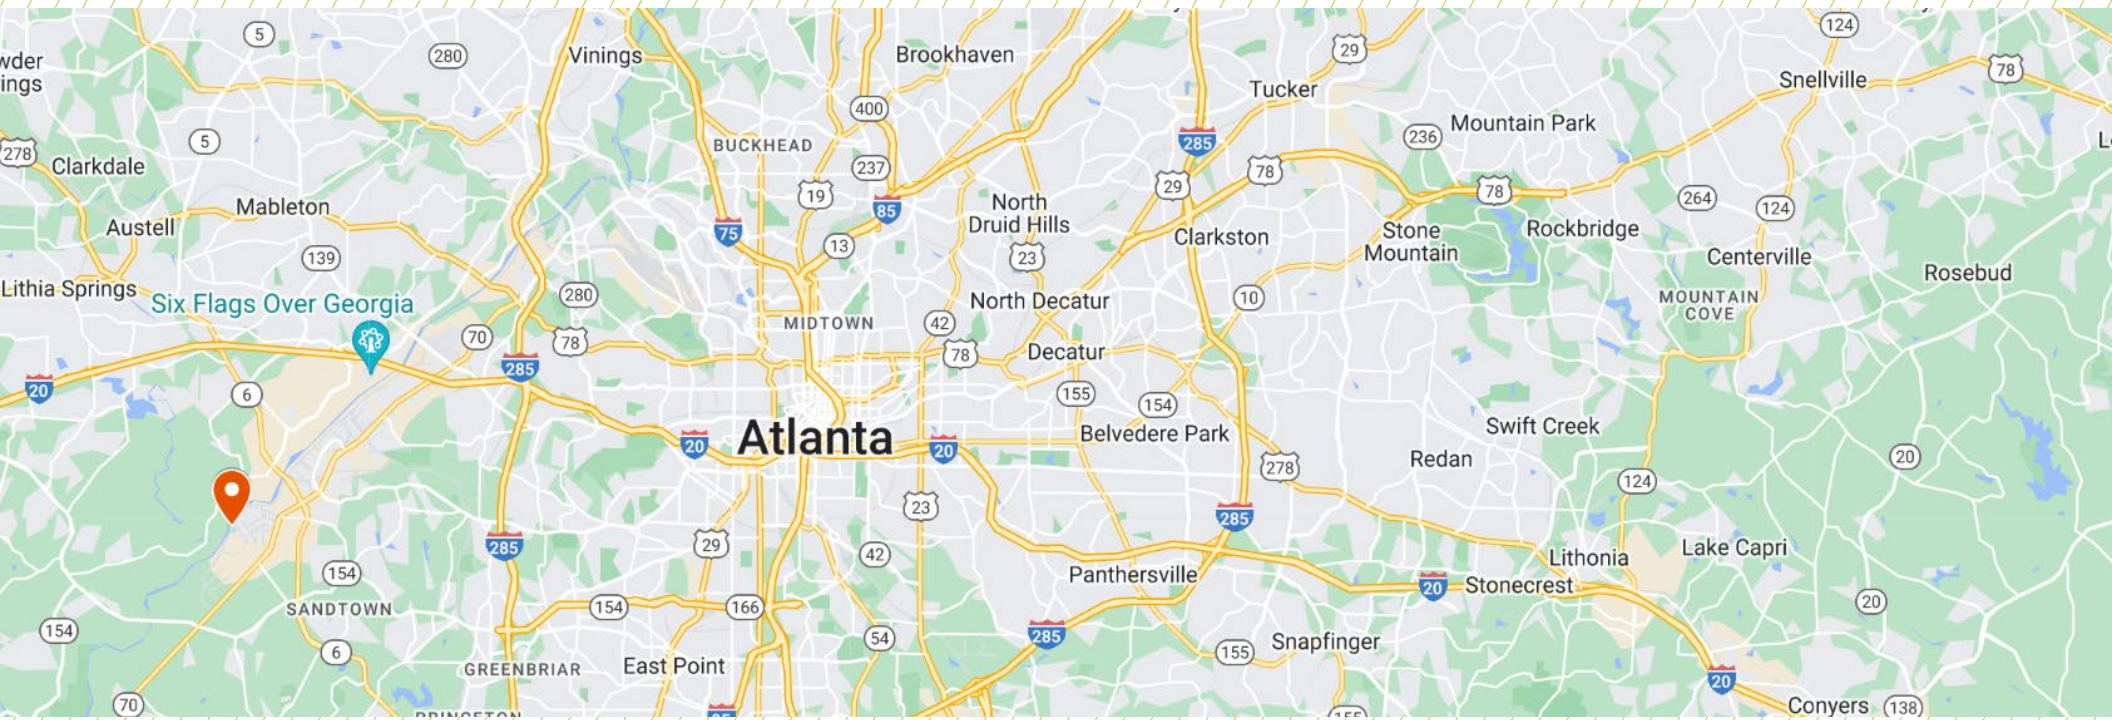 5
280
Vinings
Brookhaven
29
124
78
wder
ings
Tucker
Snellville
400
5
BUCKHEAD
285
236
Mountain Park
278
Clarkdale
237
29
78
78
19
264
124
Mableton
85
North
Druid Hills
Austell
75
13
Clarkston
Stone
Mountain
Rockbridge
139
23
Centerville
Rosebud
Lithia Springs
Six Flags Over Georgia
280
North Decatur
10
MOUNTAIN
COVE
70
78
MIDTOWN
42
78
Decatur
20
6
285
155
154
Atlanta
20
20
Belvedere Park
Swift Creek
278
Redan
20
124
23
285
285
29
42
Lithonia
Lake Capri
154
Panthersville
20
Stonecrest
SANDTOWN
154
166
20
154
6
54
285
155
Snapfinger
GREENBRIAR
East Point
20
70
Conyers
138